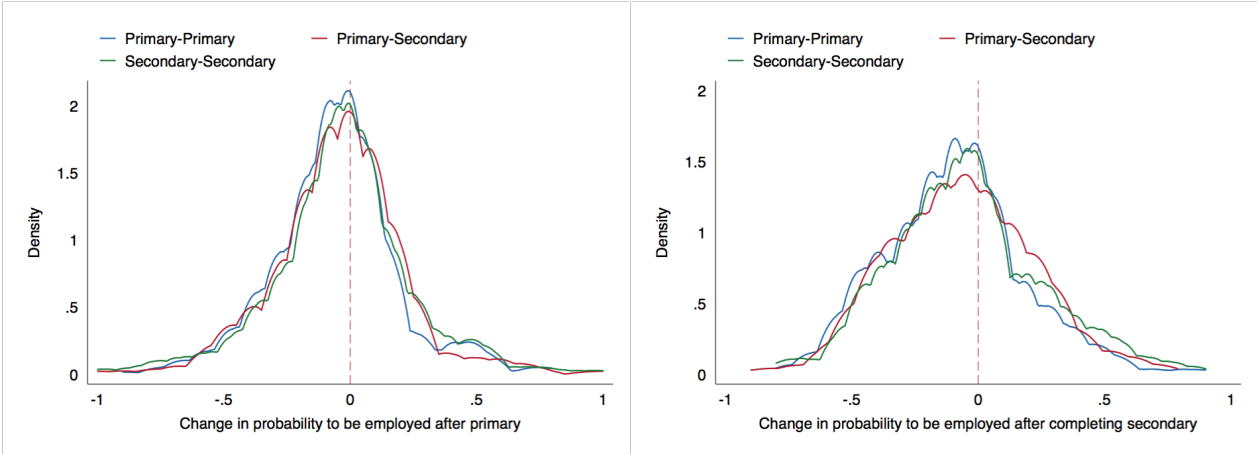 Primary-Primary
Primary-Secondary
Secondary-Secondary
Density
2
1.5
1
.5
0
-1
-.5
0
.5
1
Change in probability to be employed after primary
Primary-Primary
Primary-Secondary
Secondary-Secondary
Density
2
1.5
1
.5
0
-1
-.5
0
.5
1
Change in probability to be employed after completing secondary